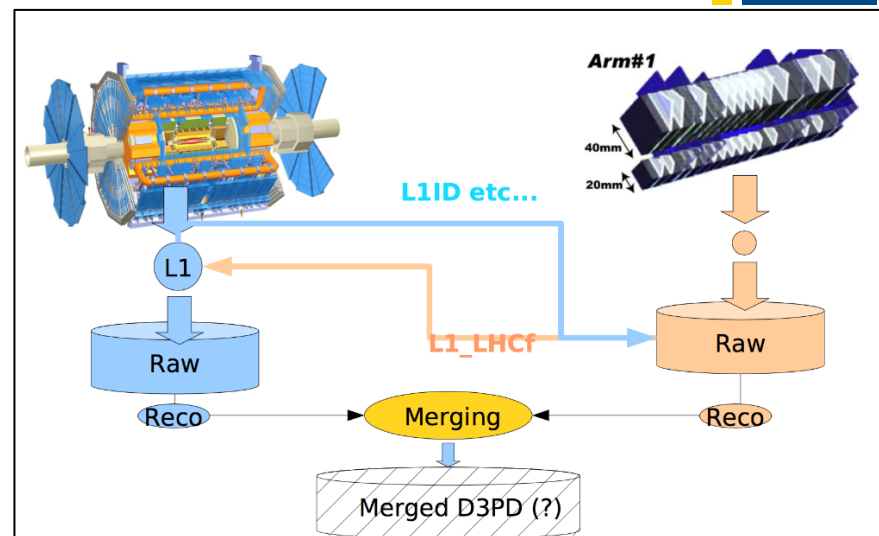 Arm#1
40mm
20mm
L1ID etc...
L1
L1_LHCf
Raw
Raw
Reco
Merging
Reco
Merged D3PD (?)